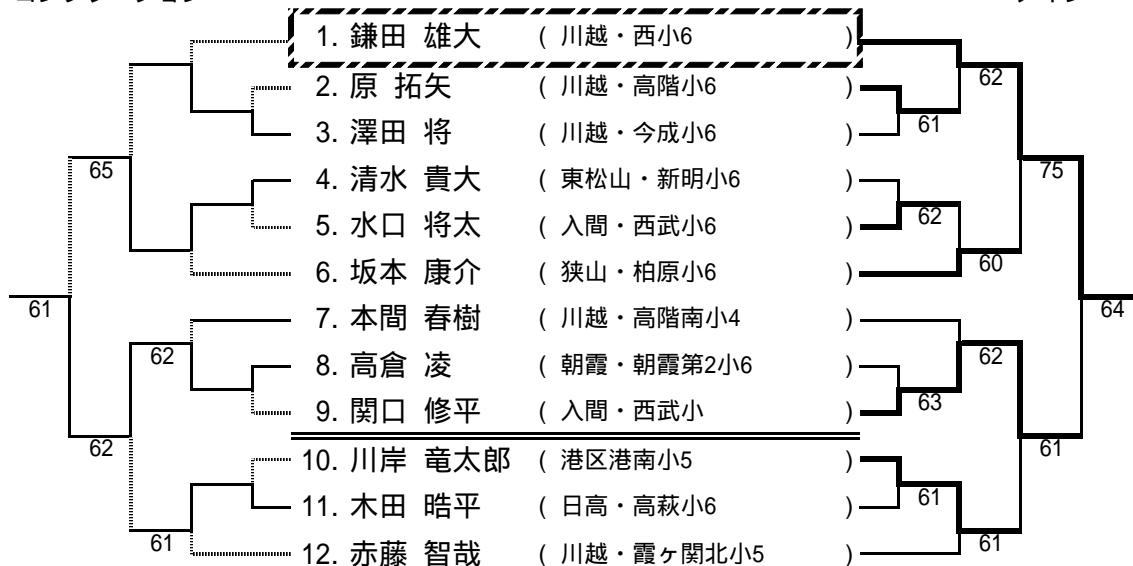 1. 鎌田 雄大 ( 川越・西小6 )
2. 原 拓矢 ( 川越・高階小6 )
3. 澤田 将 ( 川越・今成小6 )
4. 清水 貴大 ( 東松山・新明小6 )
5. 水口 将太 ( 入間・西武小6 )
6. 坂本 康介 ( 狭山・柏原小6 )
7. 本間 春樹 ( 川越・高階南小4 )
8. 高倉 凌 ( 朝霞・朝霞第2小6 )
9. 関口 修平 ( 入間・西武小 )
10. 川岸 竜太郎 ( 港区港南小5 )
11. 木田 晧平 ( 日高・高萩小6 )
12. 赤藤 智哉 ( 川越・霞ヶ関北小5 )
65
61
62
62
61
62
61
75
62
60
64
62
63
61
61
61